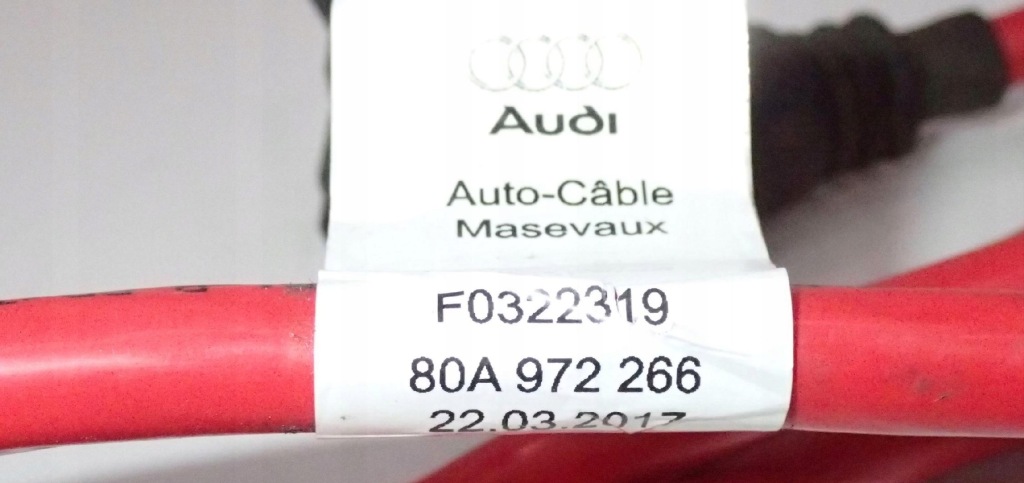 Audi
Auto-Câble
Masevaux
F0322319
80A 972 266
22.03.2017